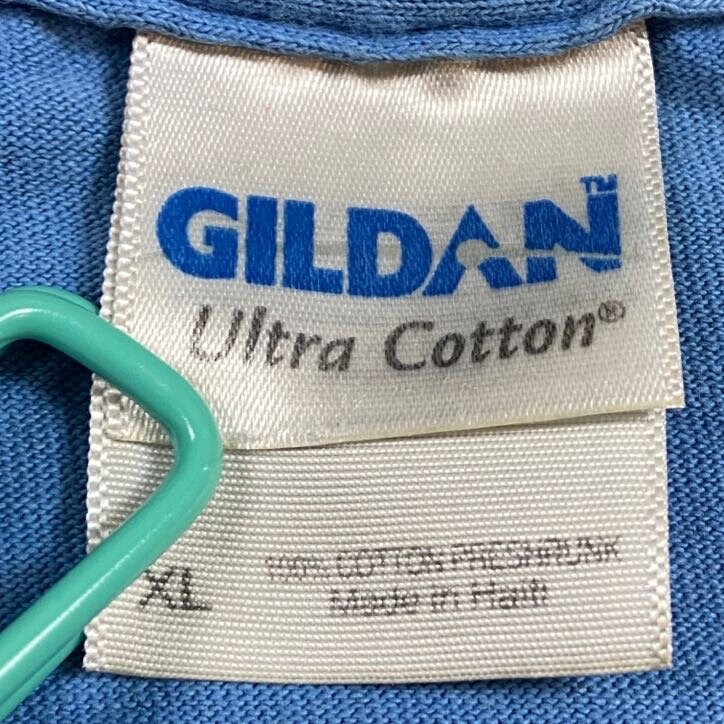 GILDAN™
Ultra Cotton®
XL
100% COTTON PRESHRUNK
Made in Haiti